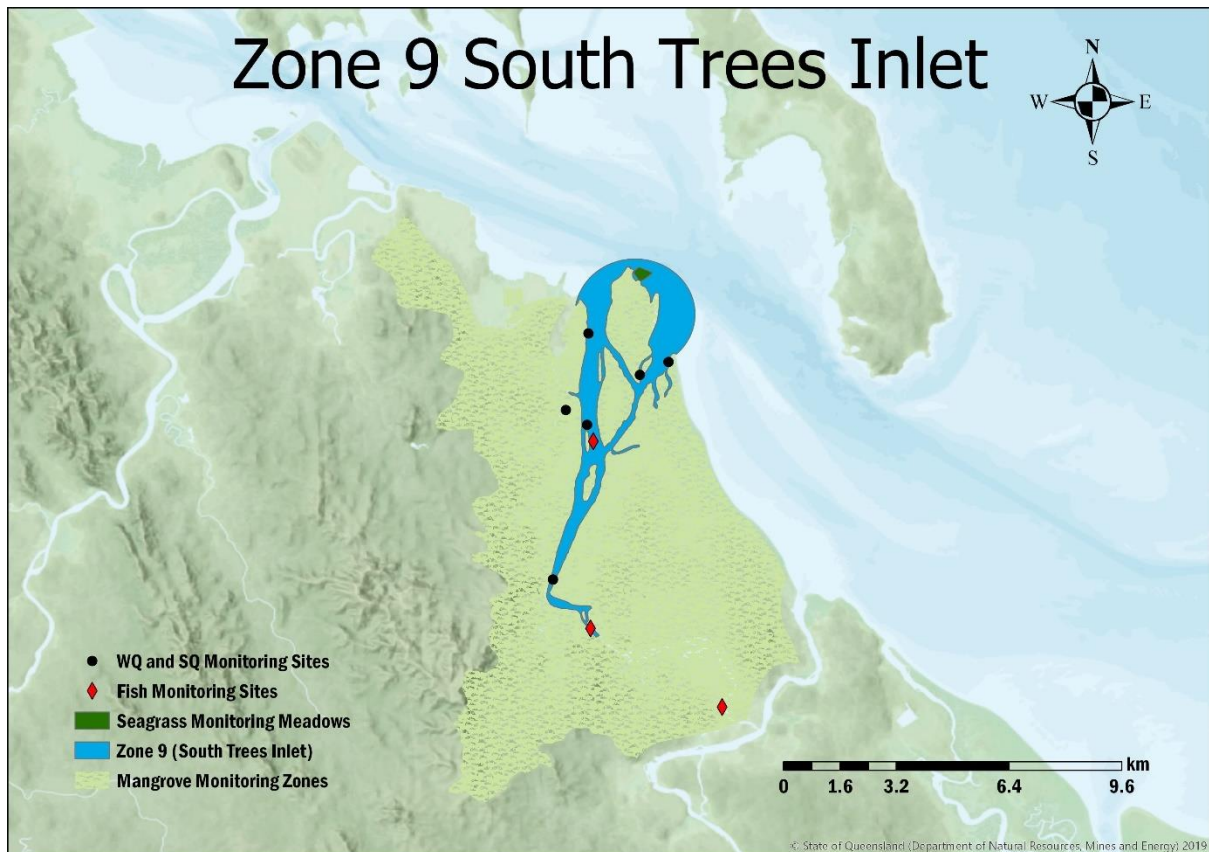 Zone 9 South Trees Inlet
N
W E
S
WQ and SQ Monitoring Sites
Fish Monitoring Sites
Seagrass Monitoring Meadows
Zone 9 (South Trees Inlet)
Mangrove Monitoring Zones
km
0 1.6 3.2 6.4 9.6
© State of Queensland (Department of Natural Resources, Mines and Energy) 2019